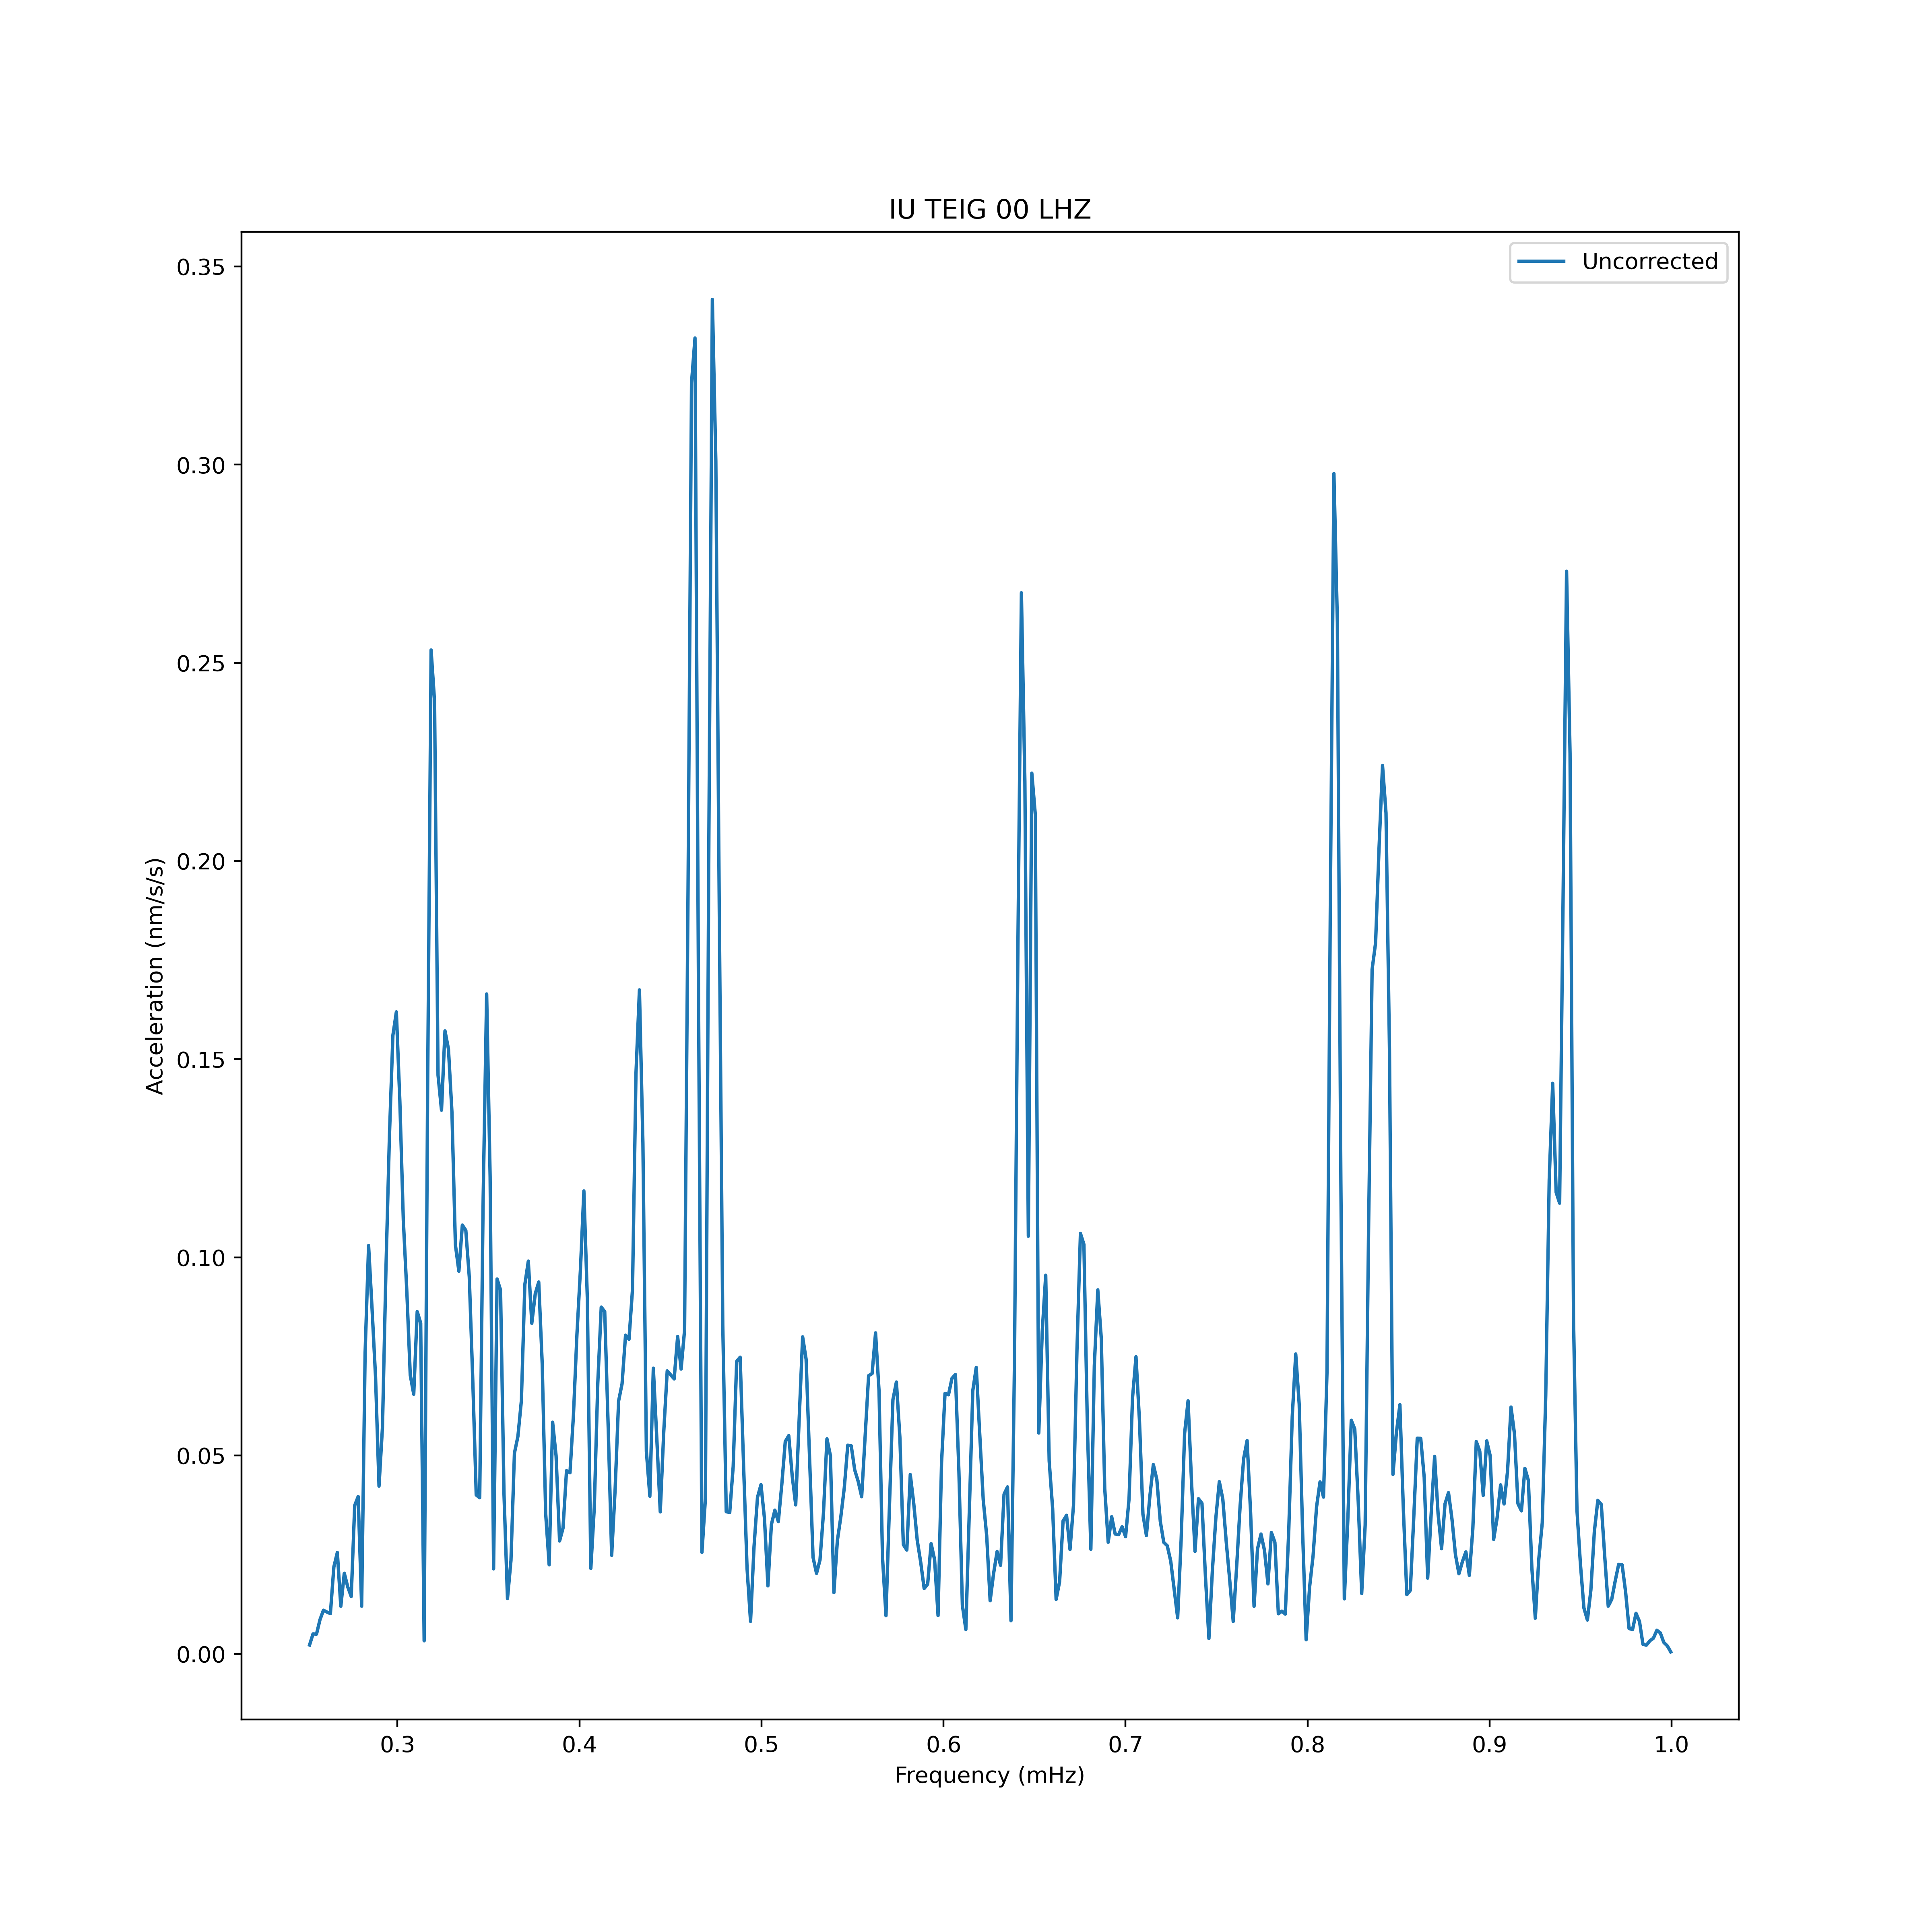 IU TEIG 00 LHZ
Uncorrected
0.35
0.30
0.25
0.20
0.15
0.10
0.05
0.00
Acceleration (nm/s/s)
0.3 0.4 0.5 0.6 0.7 0.8 0.9 1.0
Frequency (mHz)